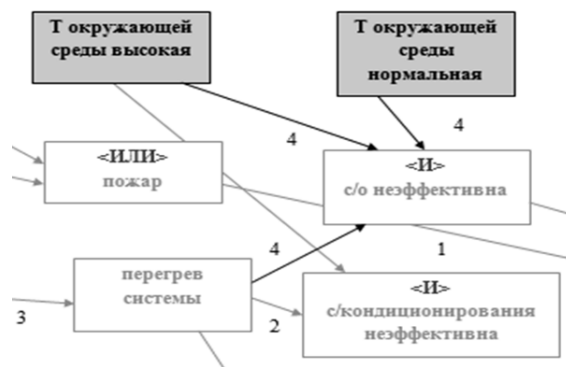 Т окружающей
среды высокая
Т окружающей
среды
нормальная
4
4
<ИЛИ>
пожар
<И>
с/о неэффективна
4
1
перегрев
системы
3
2
<И>
с/кондиционирования
неэффективна